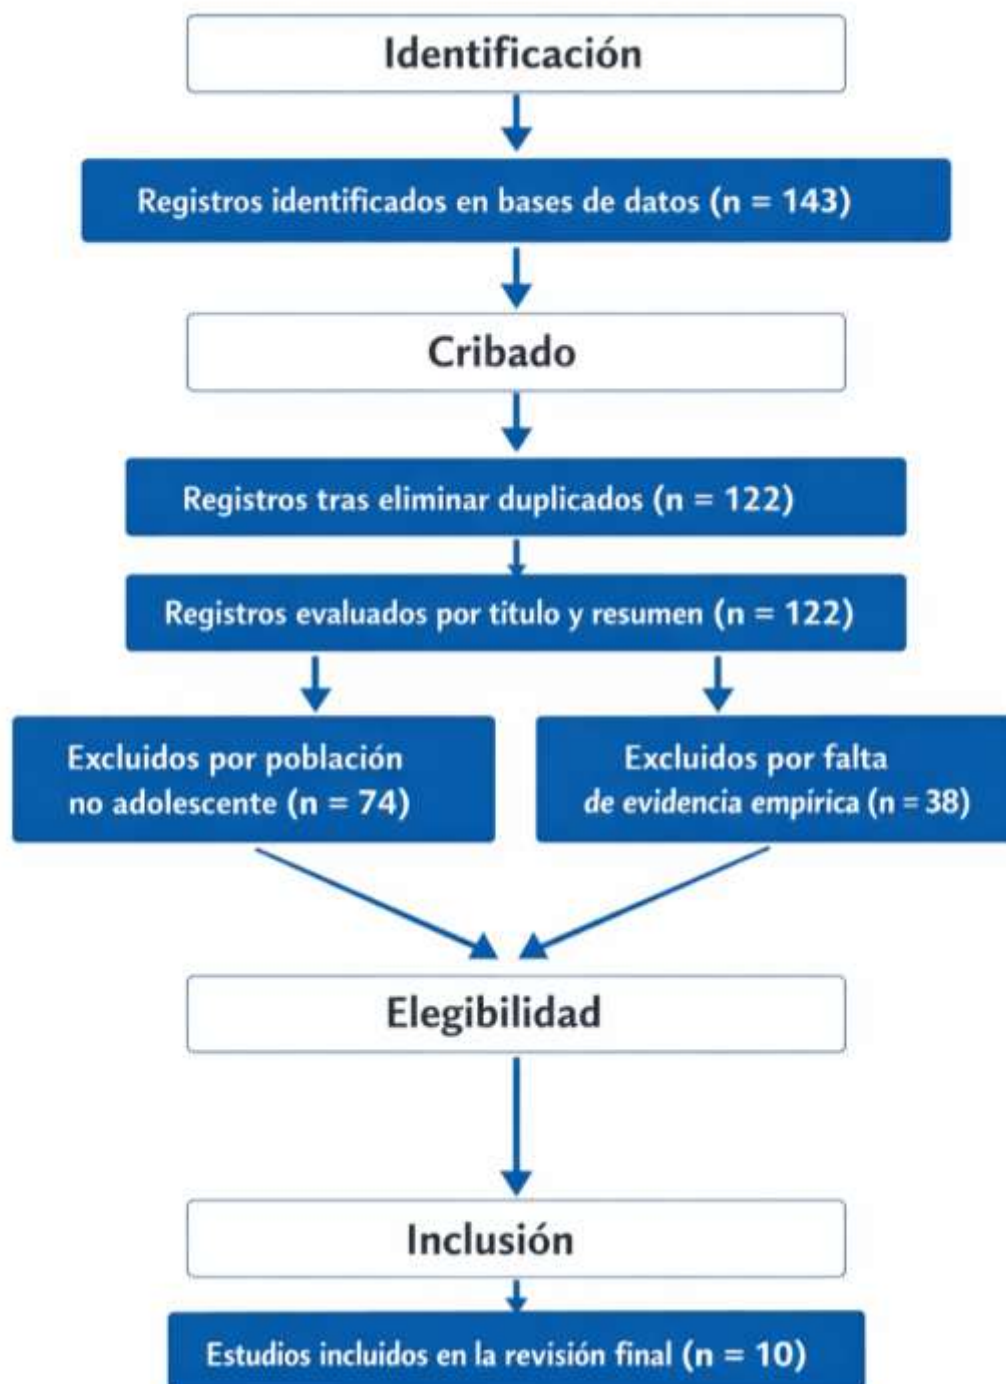 Identificación
Registros identificados en bases de datos (n = 143)
Cribado
Registros tras eliminar duplicados (n = 122)
Registros evaluados por título y resumen (n = 122)
Excluidos por población
no adolescente (n = 74)
Excluidos por falta
de evidencia empírica (n = 38)
Elegibilidad
Inclusión
Estudios incluidos en la revisión final (n = 10)